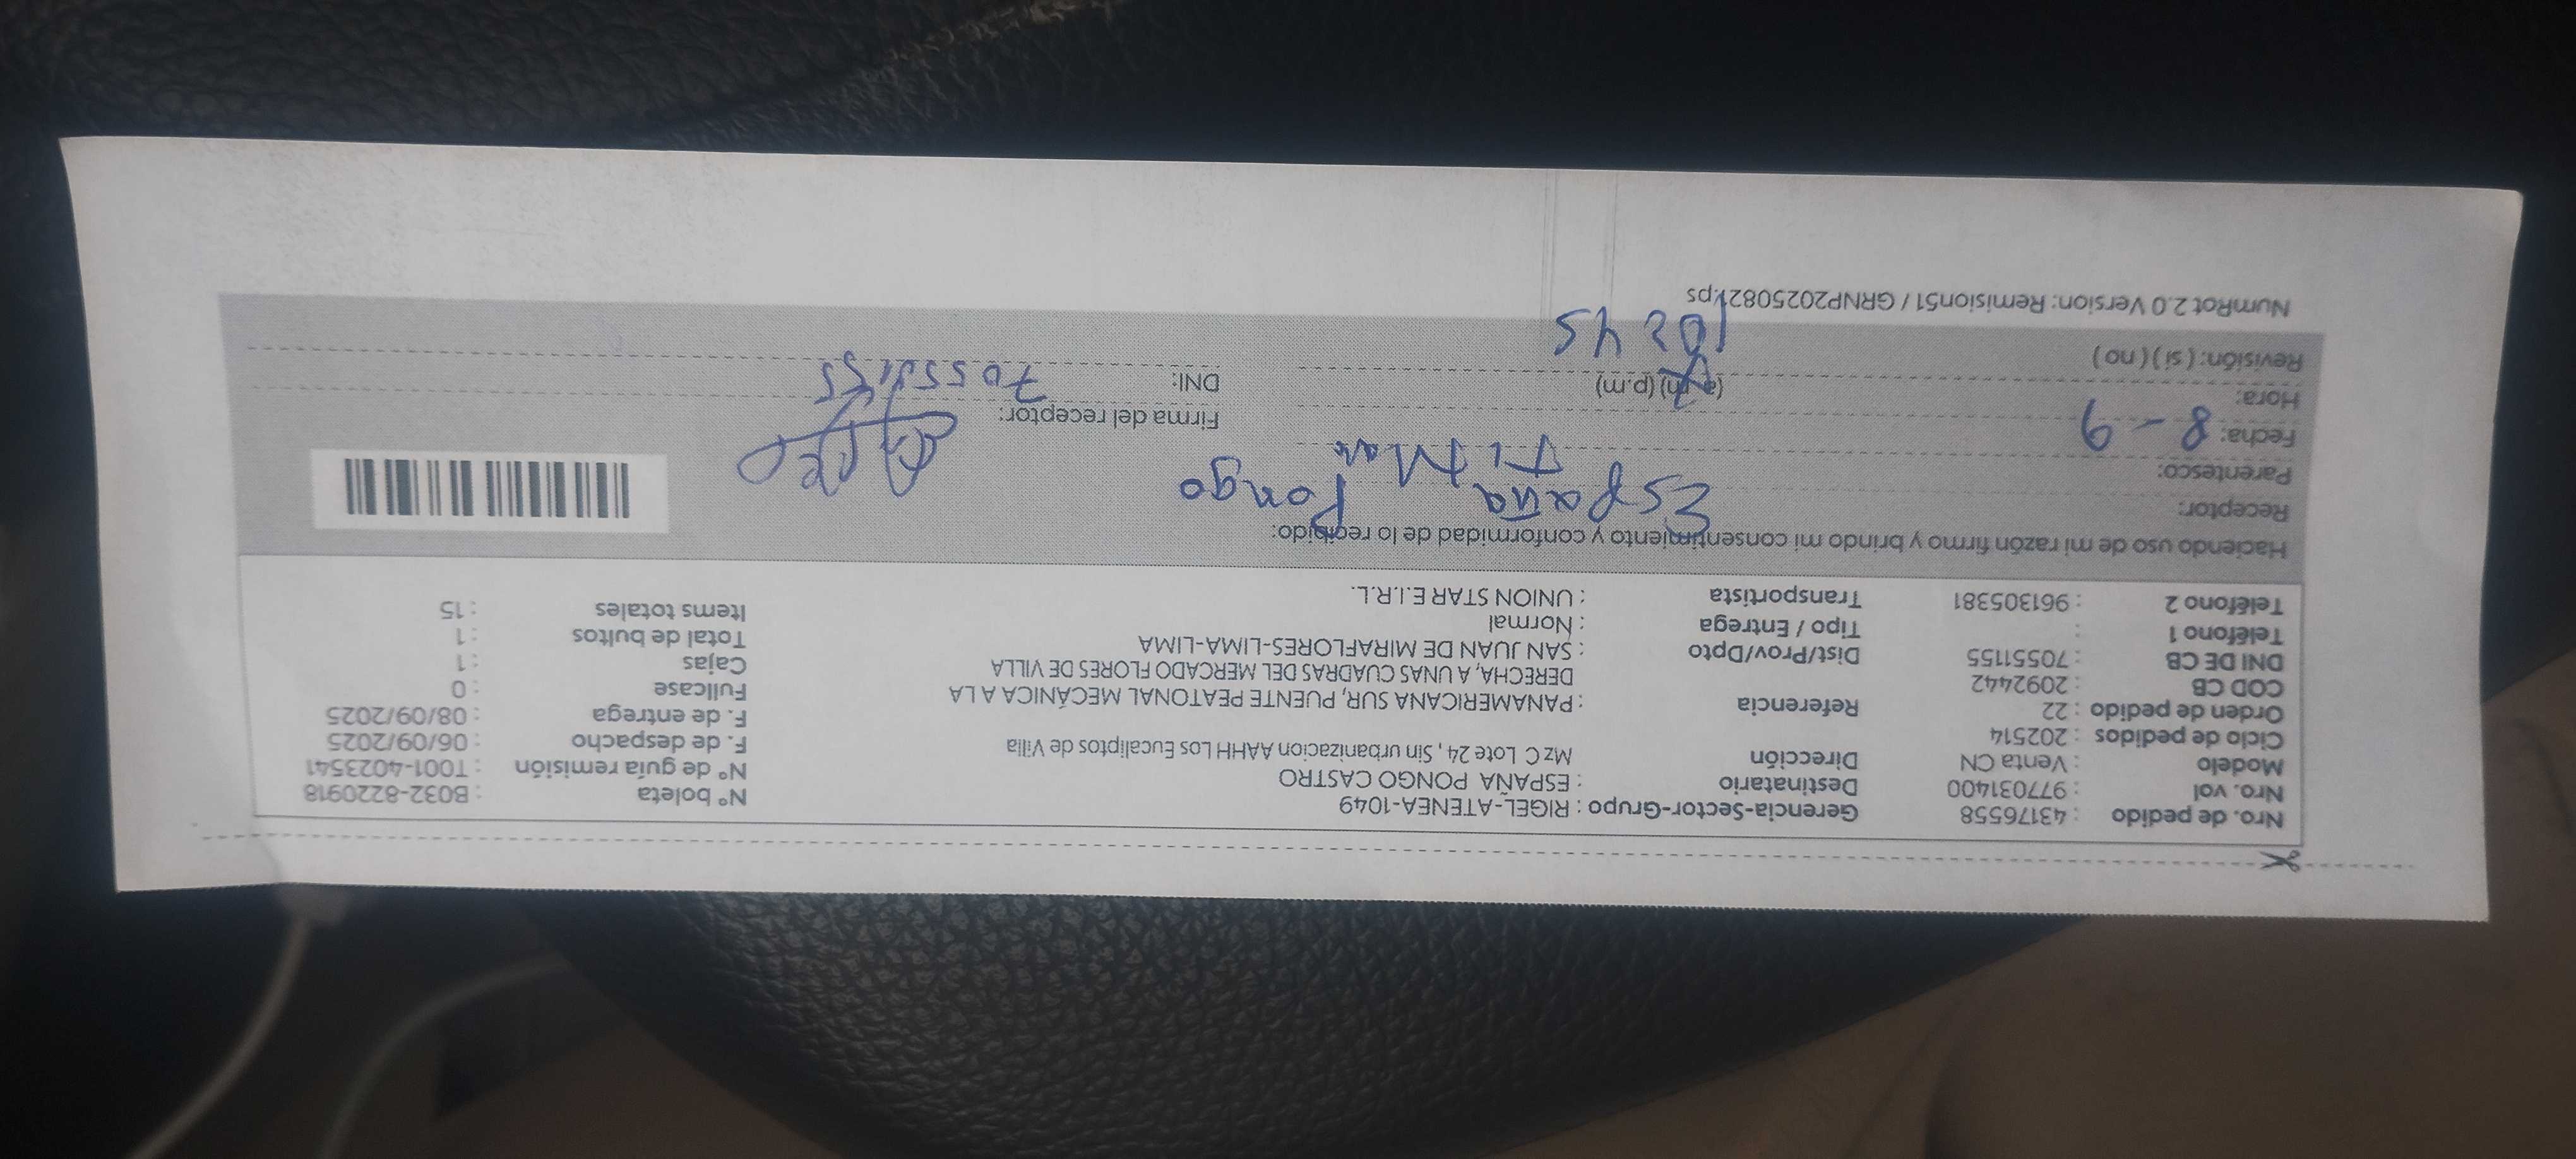 Nro. de pedido : 43176558
Nro. vol : 977031400
Modelo : Venta CN
Ciclo de pedidos : 202514
Orden de pedido : 22
COD CB : 2092442
DNI DE CB : 70551155
Teléfono 1 :
Teléfono 2 : 961305381
Gerencia-Sector-Grupo : RIGEL-ATENEA-1049
Destinatario : ESPAÑA PONGO CASTRO
Dirección Mz C Lote 24 , Sin urbanizacion AAHH Los Eucaliptos de Villa
Referencia : PANAMERICANA SUR, PUENTE PEATONAL MECÁNICA A LA
DERECHA, A UNAS CUADRAS DEL MERCADO FLORES DE VILLA
Dist/Prov/Dpto : SAN JUAN DE MIRAFLORES-LIMA-LIMA
Tipo / Entrega : Normal
Transportista : UNION STAR E.I.R.L.
N° boleta : B032-8220918
N° de guía remisión : T001-4023541
F. de despacho : 06/09/2025
F. de entrega : 08/09/2025
Fullcase : 0
Cajas : 1
Total de bultos : 1
Items totales : 15
Haciendo uso de mi razón firmo y brindo mi consentimiento y conformidad de lo recibido:
Receptor: España Pongo
Parentesco:
Fecha: 8-9
Hora: (a.m) (p.m)
Revisión: ( si ) ( no )
Firma del receptor:
DNI: 70551155
NumRot 2.0 Version: Remision51 / GRNP20250821.ps